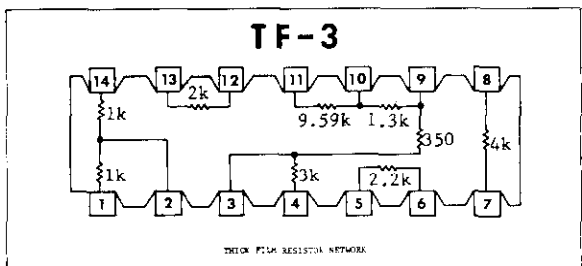 TF-3
14 13 12 11 10 9 8
2k
1k 9.59k 1.3k
350 4k
1k 3k 2.2k
1 2 3 4 5 6 7
THICK FILM RESISTOR NETWORK